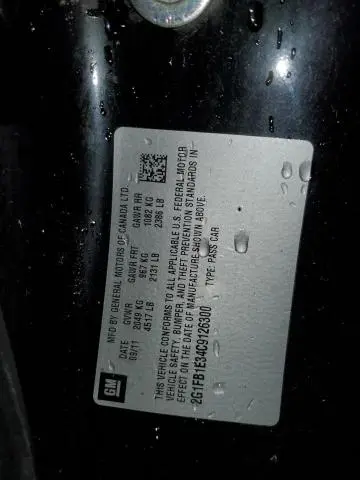 MFD BY GENERAL MOTORS OF CANADA LTD.
DATE GVWR GAWR FRT GAWR RR
09/11 2049 KG 967 KG 1082 KG
4517 LB 2131 LB 2386 LB
THIS VEHICLE CONFORMS TO ALL APPLICABLE U.S. FEDERAL MOTOR
VEHICLE SAFETY, BUMPER, AND THEFT PREVENTION STANDARDS IN
EFFECT ON THE DATE OF MANUFACTURE SHOWN ABOVE.
2G1FB1E34C9126300 TYPE: PASS CAR
GM